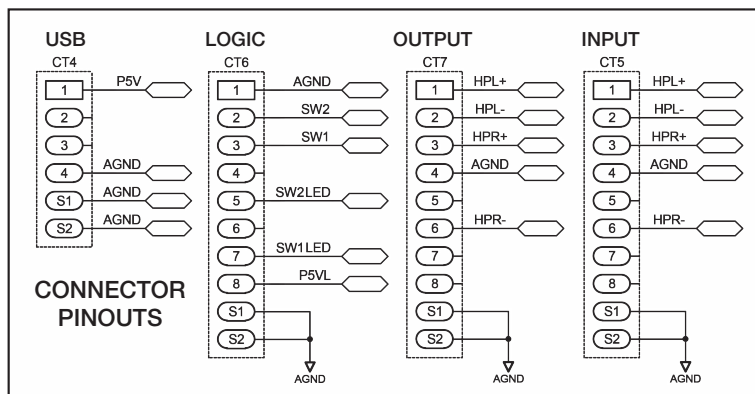 USB
CT4
1 P5V
2
3
4 AGND
S1 AGND
S2 AGND
CONNECTOR
PINOUTS
LOGIC
CT6
1 AGND
2 SW2
3 SW1
4
5 SW2LED
6
7 SW1LED
8 P5VL
S1
S2
AGND
OUTPUT
CT7
1 HPL+
2 HPL-
3 HPR+
4 AGND
5
6 HPR-
7
8
S1
S2
AGND
INPUT
CT5
1 HPL+
2 HPL-
3 HPR+
4 AGND
5
6 HPR-
7
8
S1
S2
AGND